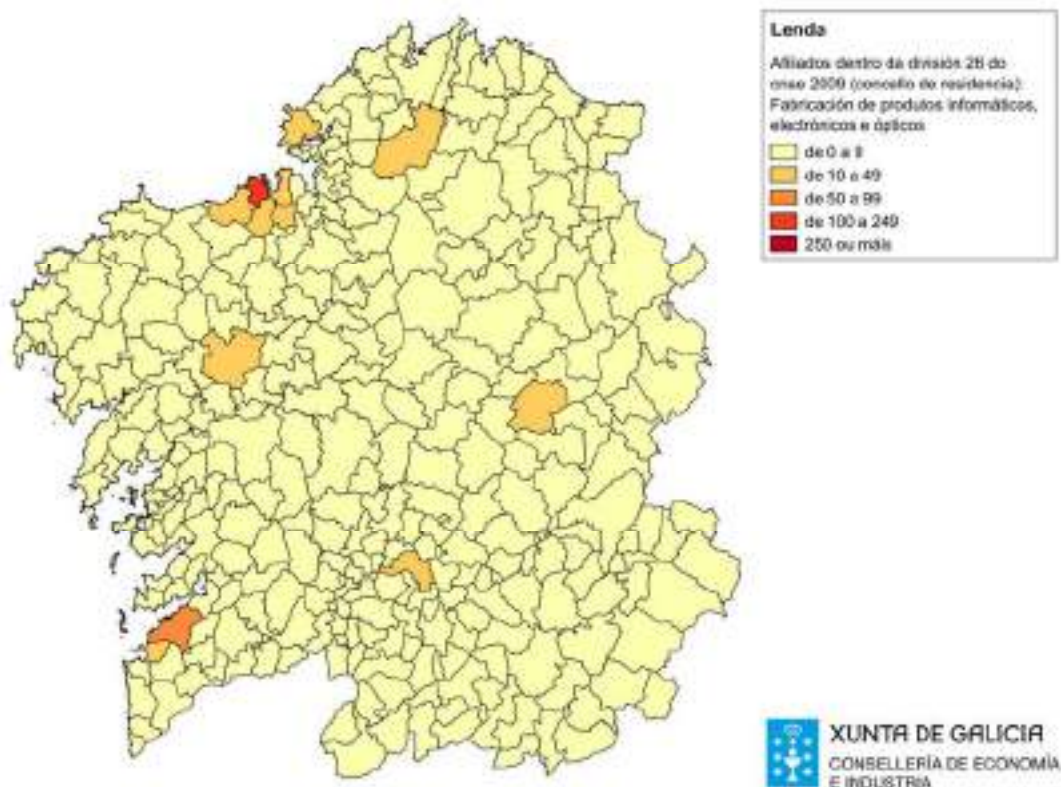 Lenda
Afiliados dentro da división 26 do
cnae 2009 (concello de residencia):
Fabricación de produtos informáticos,
electrónicos e ópticos
de 0 a 9
de 10 a 49
de 50 a 99
de 100 a 249
250 ou máis
XUNTA DE GALICIA
CONSELLERÍA DE ECONOMÍA
E INDUSTRIA